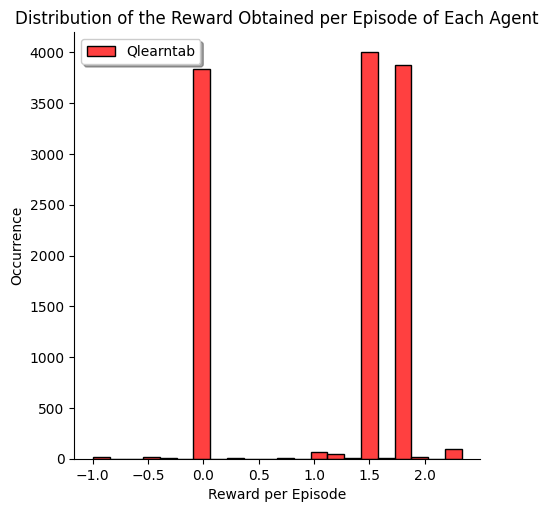 Distribution of the Reward Obtained per Episode of Each Agent
Qlearntab
4000
3500
3000
2500
2000
1500
1000
500
0
Occurrence
−1.0 −0.5 0.0 0.5 1.0 1.5 2.0
Reward per Episode